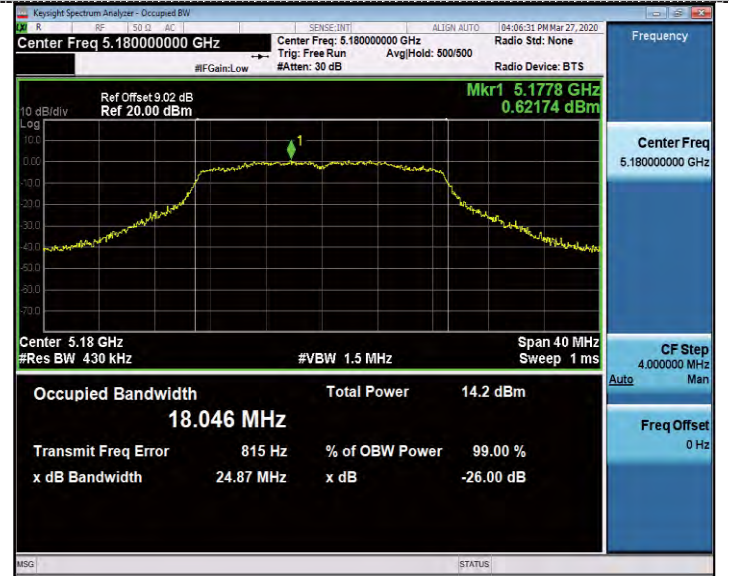 Keysight Spectrum Analyzer - Occupied BW
R RF 50 Ω AC SENSE:INT ALIGN AUTO 04:06:31 PM Mar 27, 2020
Center Freq 5.180000000 GHz
Center Freq: 5.180000000 GHz Radio Std: None
Trig: Free Run Avg|Hold: 500/500
#IFGain:Low #Atten: 30 dB Radio Device: BTS
Frequency
Ref Offset 9.02 dB
10 dB/div Ref 20.00 dBm
Log
Mkr1 5.1778 GHz
0.62174 dBm
10.0
0.00
-10.0
-20.0
-30.0
-40.0
-50.0
-60.0
-70.0
1
Center Freq
5.180000000 GHz
Center 5.18 GHz Span 40 MHz
#Res BW 430 kHz #VBW 1.5 MHz Sweep 1 ms
CF Step
4.000000 MHz
Auto Man
Occupied Bandwidth Total Power 14.2 dBm
18.046 MHz
Transmit Freq Error 815 Hz % of OBW Power 99.00 %
x dB Bandwidth 24.87 MHz x dB -26.00 dB
Freq Offset
0 Hz
MSG STATUS